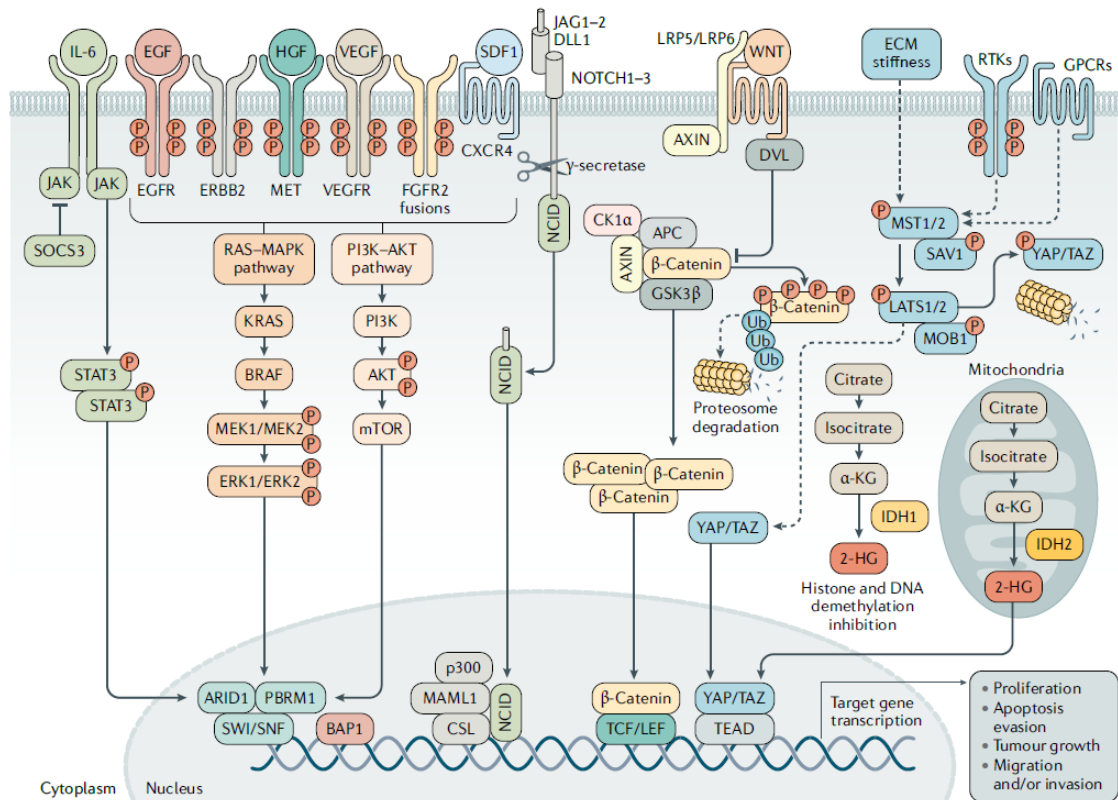 JAG1–2
DLL1
IL-6
EGF
HGF
VEGF
SDF1
NOTCH1–3
LRP5/LRP6
WNT
ECM
stiffness
RTKs
GPCRs
P P
P P
P P
P P
P P
P P
P P
P P
P P
P P
P P
P P
CXCR4
AXIN
DVL
γ-secretase
JAK
JAK
EGFR
ERBB2
MET
VEGFR
FGFR2
fusions
NCID
SOCS3
RAS–MAPK
pathway
PI3K–AKT
pathway
CK1α
APC
AXIN
β-Catenin
GSK3β
P
MST1/2
SAV1
P
P
YAP/TAZ
KRAS
PI3K
P P P P
β-Catenin
Ub
Ub
Ub
P
LATS1/2
MOB1
P
STAT3
P
STAT3
P
BRAF
AKT
P
P
NCID
Proteosome
degradation
MEK1/MEK2
P
P
mTOR
ERK1/ERK2
P
P
β-Catenin
β-Catenin
β-Catenin
YAP/TAZ
Citrate
Isocitrate
α-KG
IDH1
2-HG
Histone and DNA
demethylation
inhibition
Mitochondria
Citrate
Isocitrate
α-KG
IDH2
2-HG
ARID1
PBRM1
SWI/SNF
BAP1
p300
MAML1
CSL
NCID
β-Catenin
TCF/LEF
YAP/TAZ
TEAD
Target gene
transcription
• Proliferation
• Apoptosis
evasion
• Tumour growth
• Migration
and/or invasion
Cytoplasm
Nucleus